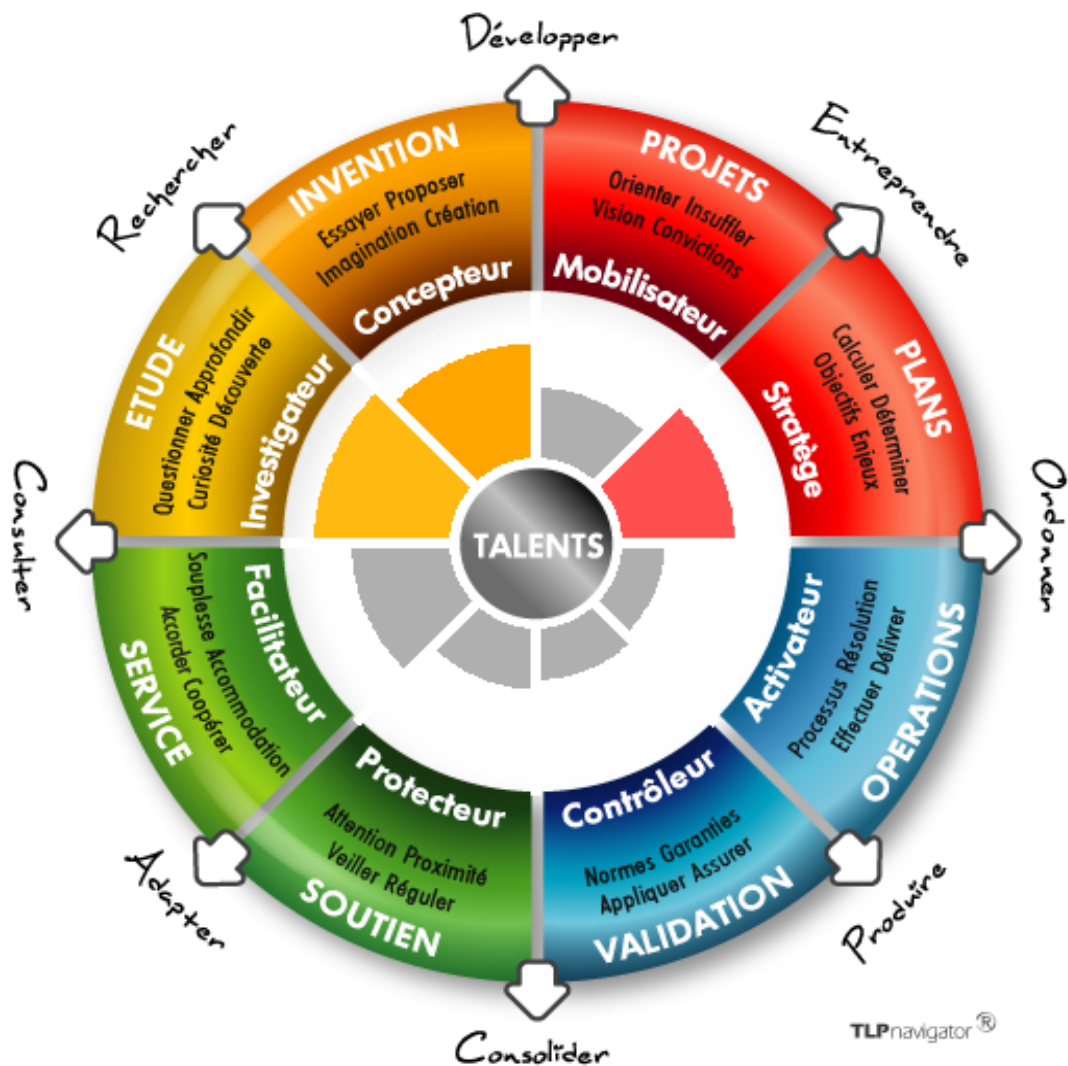 Développer
Entreprendre
Ordonner
Produire
Consolider
Adapter
Consulter
Rechercher
PROJETS
Orienter Insuffler
Vision Convictions
Mobilisateur
PLANS
Calculer Déterminer
Objectifs Enjeux
Stratège
OPERATIONS
Effectuer Délivrer
Processus Résolution
Activateur
Contrôleur
Normes Garanties
Appliquer Assurer
VALIDATION
Protecteur
Attention Proximité
Veiller Réguler
SOUTIEN
Facilitateur
Souplesse Accommodation
Accorder Coopérer
SERVICE
ETUDE
Questionner Approfondir
Curiosité Découverte
Investigateur
INVENTION
Essayer Proposer
Imagination Création
Concepteur
TALENTS
TLPnavigator ®